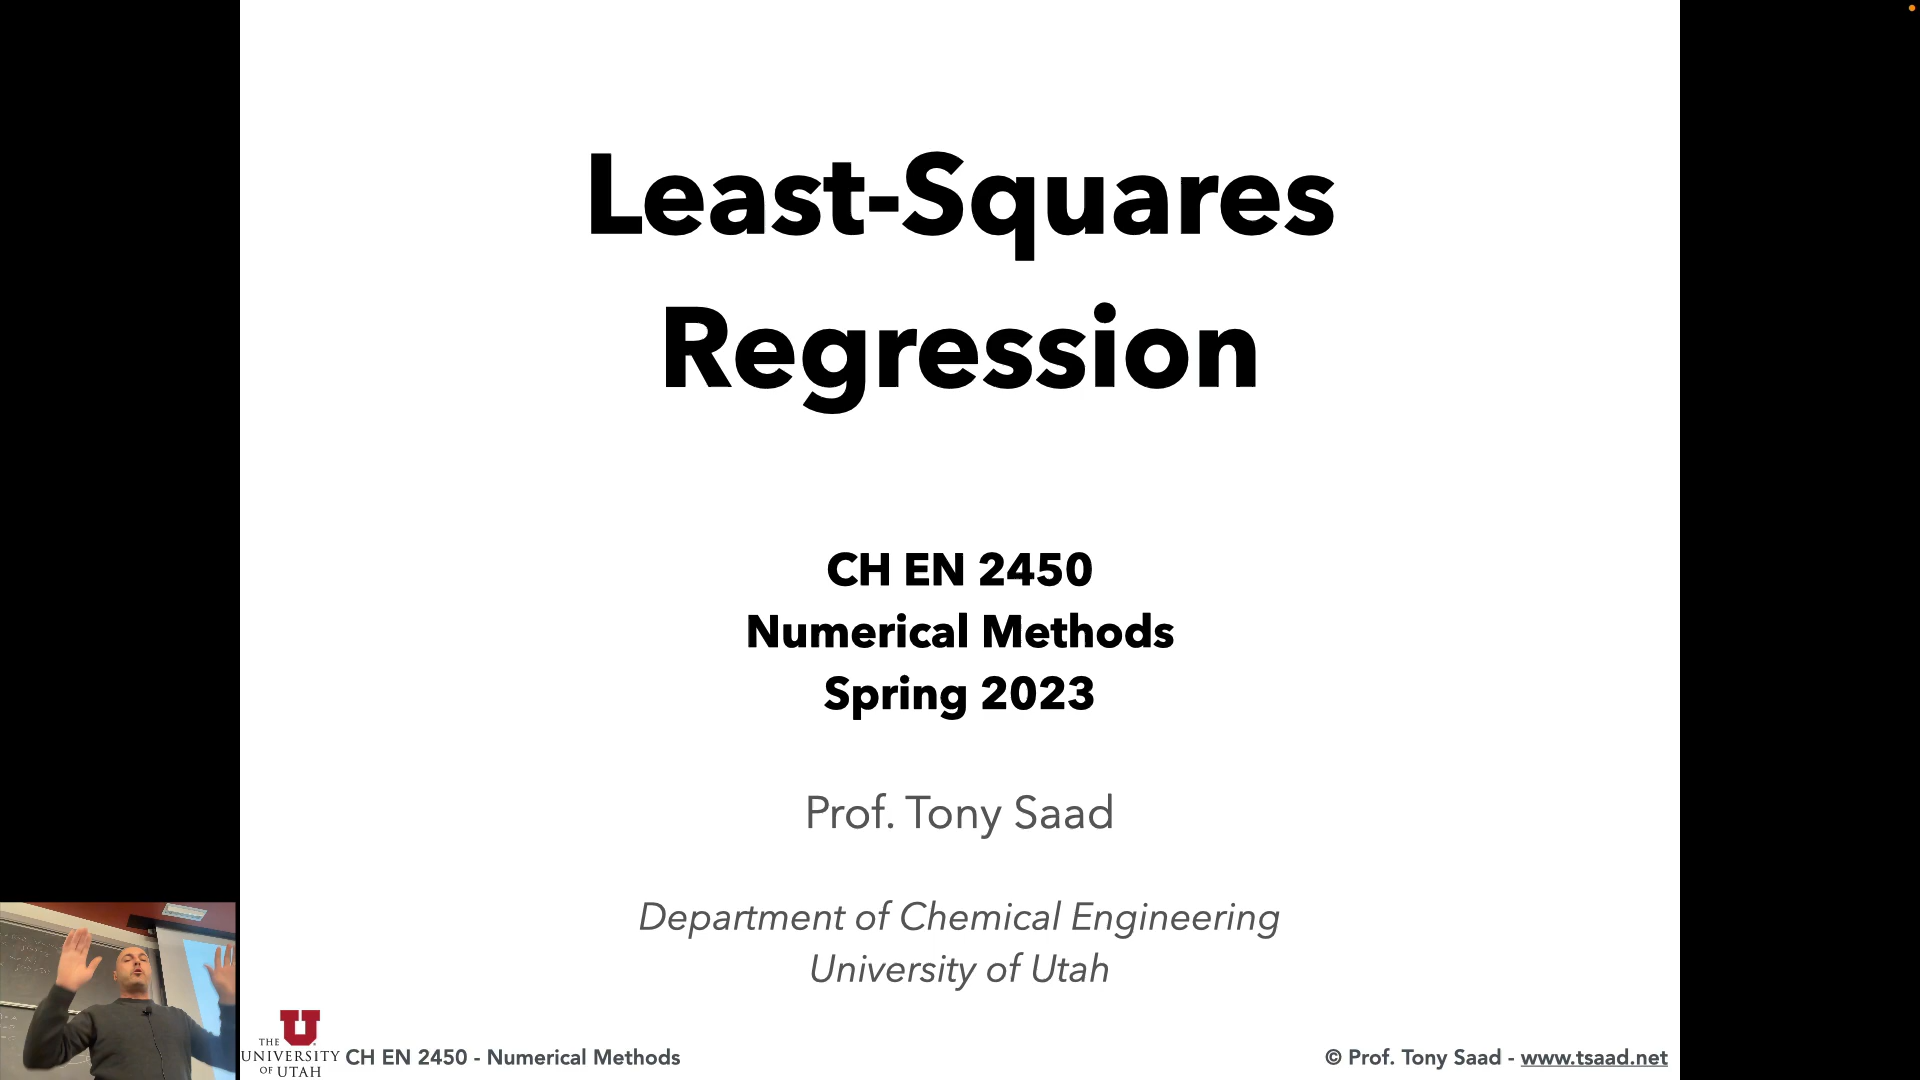 Least-Squares
Regression
CH EN 2450
Numerical Methods
Spring 2023
Prof. Tony Saad
Department of Chemical Engineering
University of Utah
THE
UNIVERSITY
OF UTAH
CH EN 2450 - Numerical Methods
© Prof. Tony Saad - www.tsaad.net